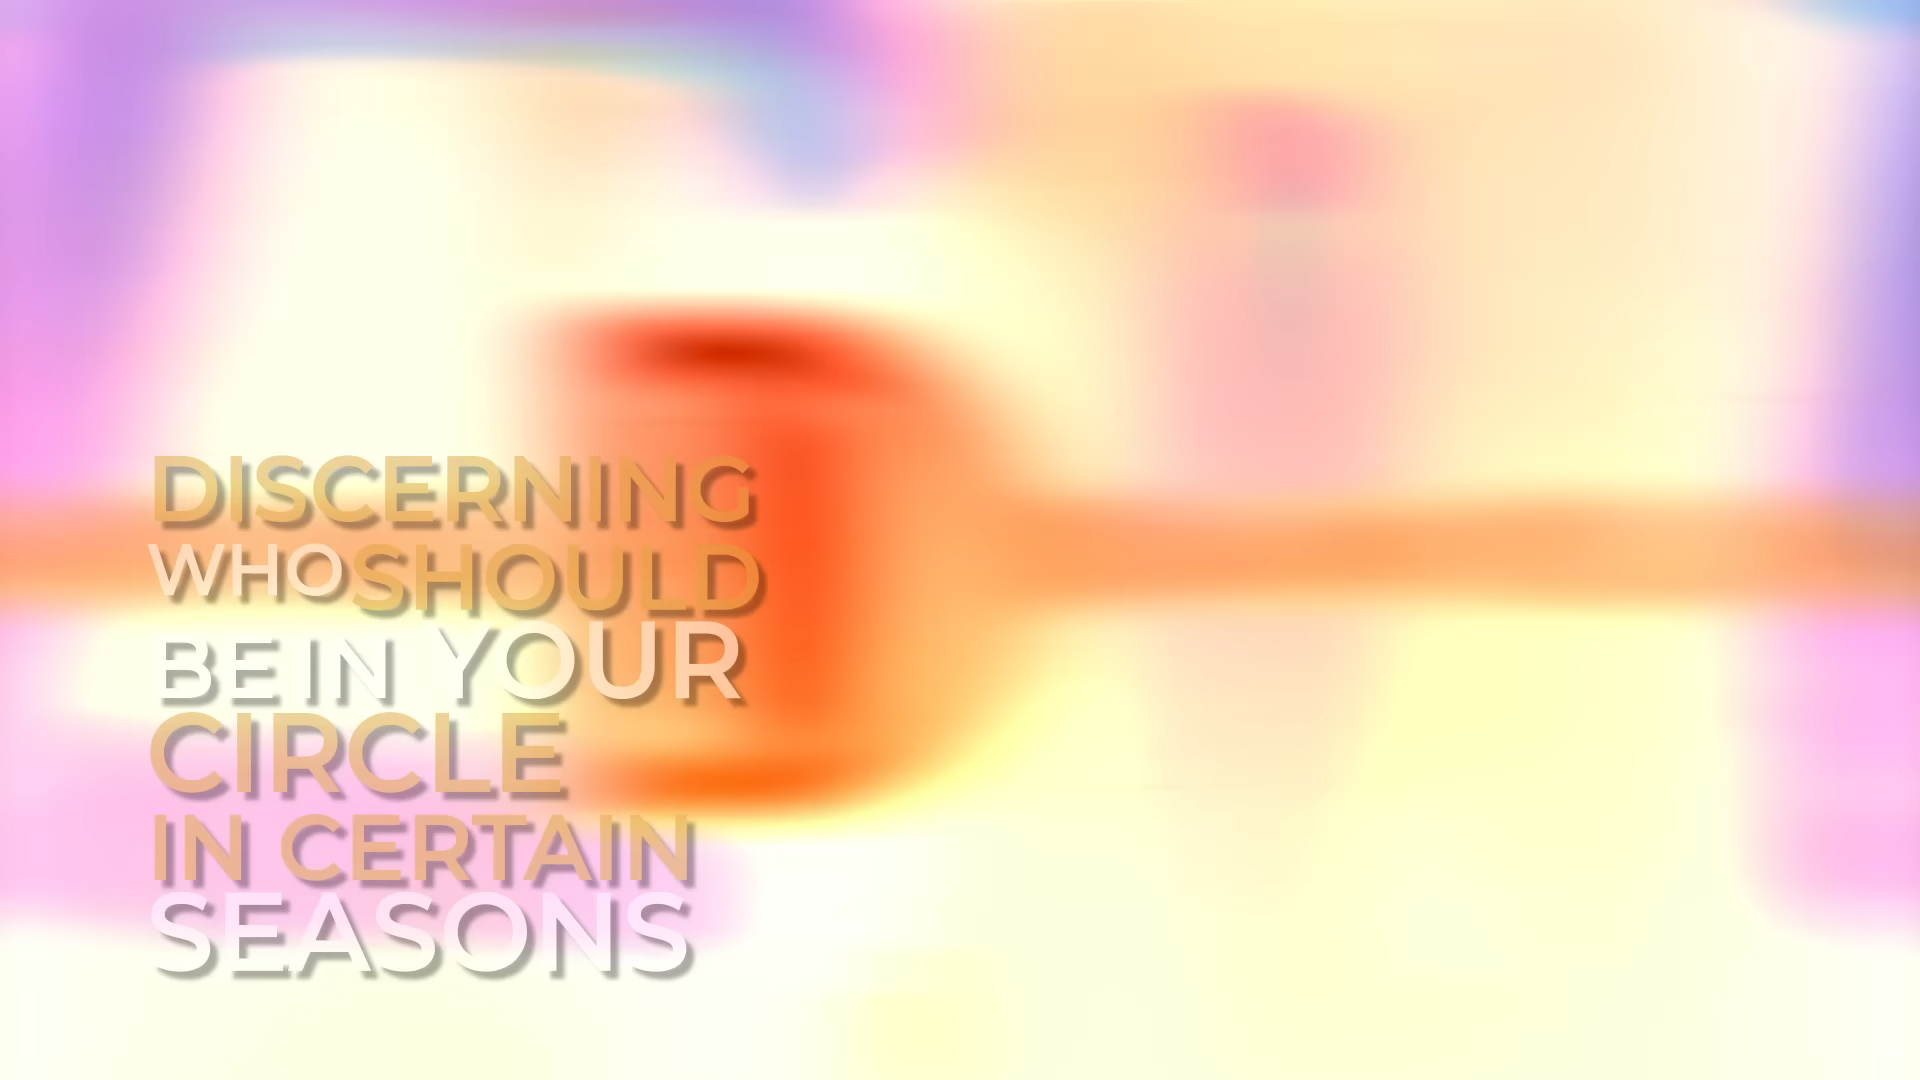 DISCERNING
WHO SHOULD
BE IN YOUR
CIRCLE
IN CERTAIN
SEASONS